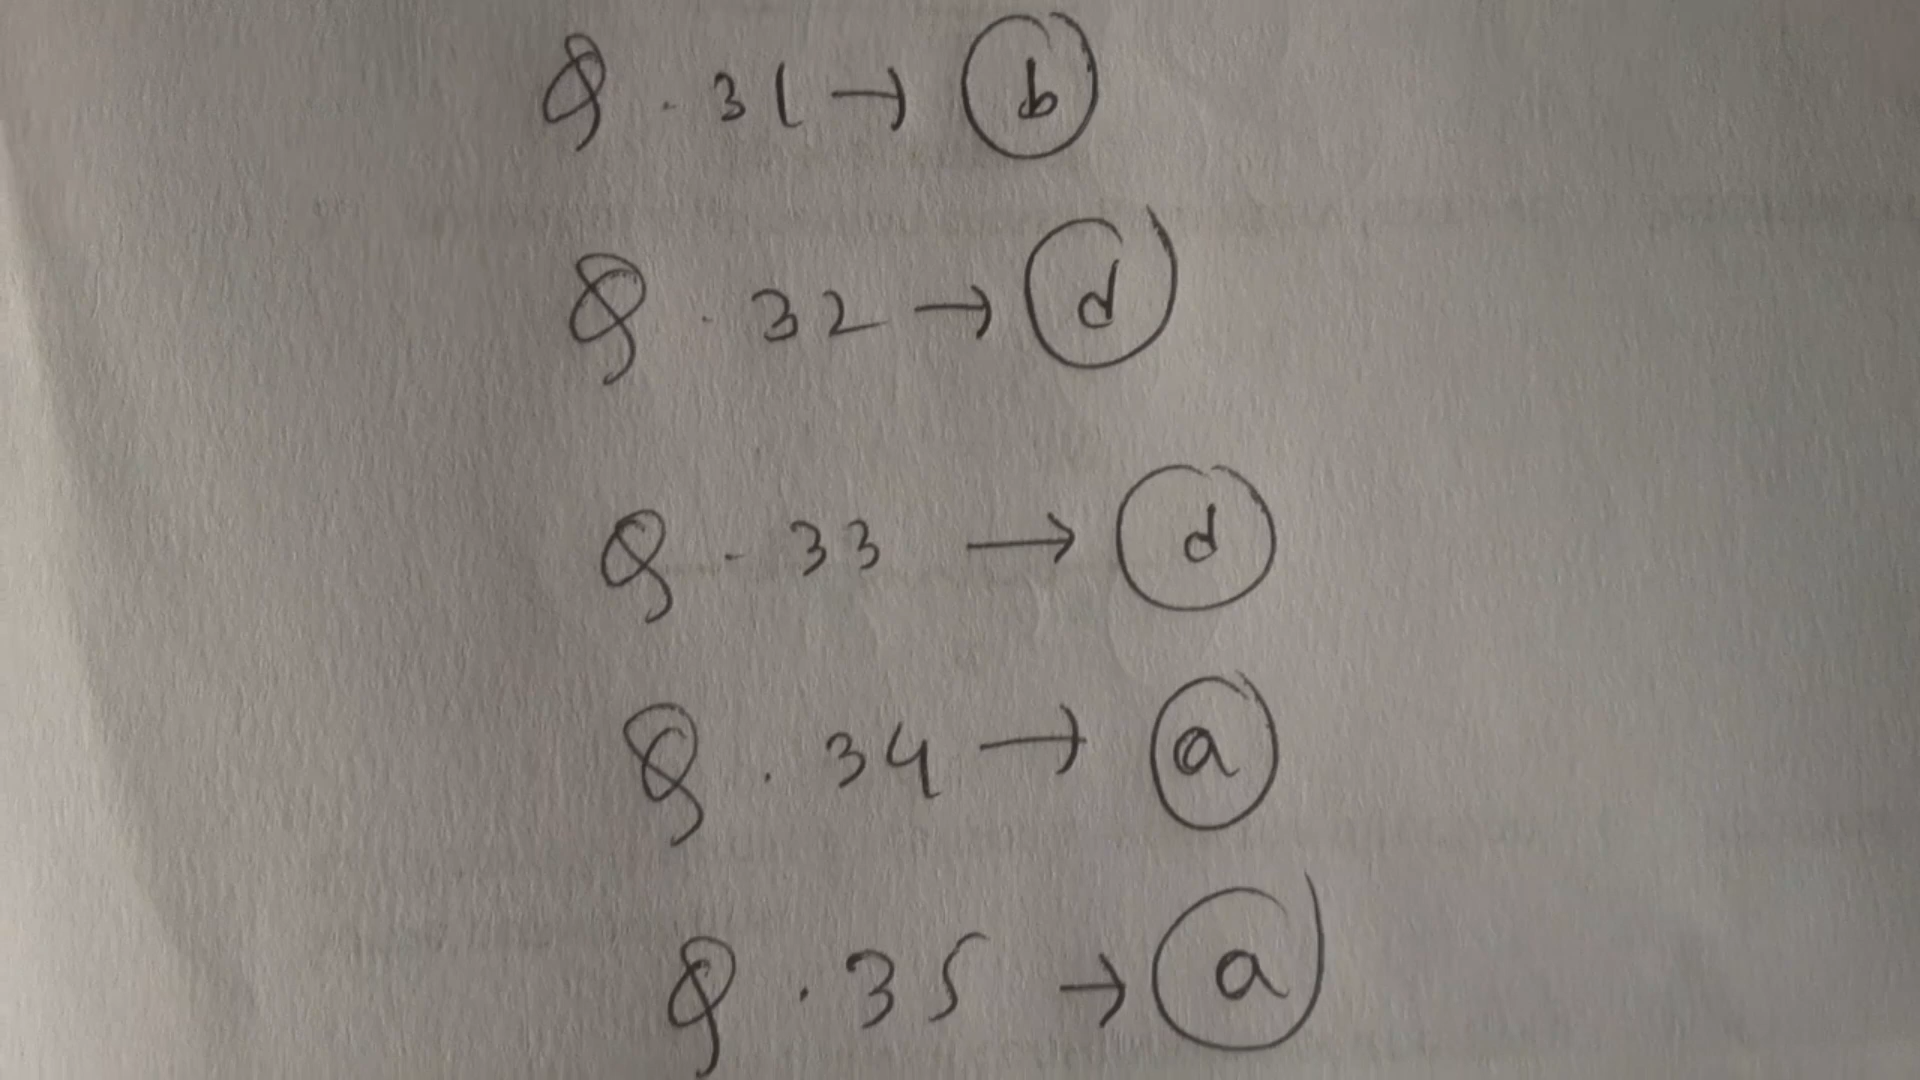 Q. 31 → b
Q. 32 → d
Q. 33 → d
Q. 34 → a
Q. 35 → a